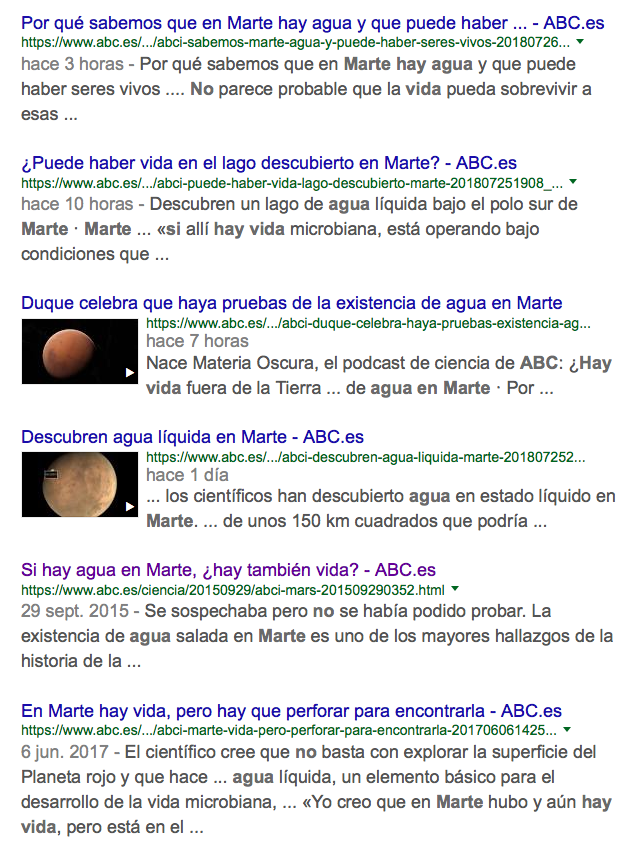 Por qué sabemos que en Marte hay agua y que puede haber ... - ABC.es
https://www.abc.es/.../abci-sabemos-marte-agua-y-puede-haber-seres-vivos-20180726...
hace 3 horas - Por qué sabemos que en Marte hay agua y que puede
haber seres vivos .... No parece probable que la vida pueda sobrevivir a
esas ...
¿Puede haber vida en el lago descubierto en Marte? - ABC.es
https://www.abc.es/.../abci-puede-haber-vida-lago-descubierto-marte-201807251908_...
hace 10 horas - Descubren un lago de agua líquida bajo el polo sur de
Marte · Marte ... «si allí hay vida microbiana, está operando bajo
condiciones que ...
Duque celebra que haya pruebas de la existencia de agua en Marte
https://www.abc.es/.../abci-duque-celebra-haya-pruebas-existencia-ag...
hace 7 horas
Nace Materia Oscura, el podcast de ciencia de ABC: ¿Hay
vida fuera de la Tierra ... de agua en Marte · Por ...
Descubren agua líquida en Marte - ABC.es
https://www.abc.es/.../abci-descubren-agua-liquida-marte-201807252...
hace 1 día
... los científicos han descubierto agua en estado líquido en
Marte. ... de unos 150 km cuadrados que podría ...
Si hay agua en Marte, ¿hay también vida? - ABC.es
https://www.abc.es/ciencia/20150929/abci-mars-201509290352.html
29 sept. 2015 - Se sospechaba pero no se había podido probar. La
existencia de agua salada en Marte es uno de los mayores hallazgos de la
historia de la ...
En Marte hay vida, pero hay que perforar para encontrarla - ABC.es
https://www.abc.es/.../abci-marte-vida-pero-perforar-para-encontrarla-201706061425...
6 jun. 2017 - El científico cree que no basta con explorar la superficie del
Planeta rojo y que hace ... agua líquida, un elemento básico para el
desarrollo de la vida microbiana, ... «Yo creo que en Marte hubo y aún hay
vida, pero está en el ...